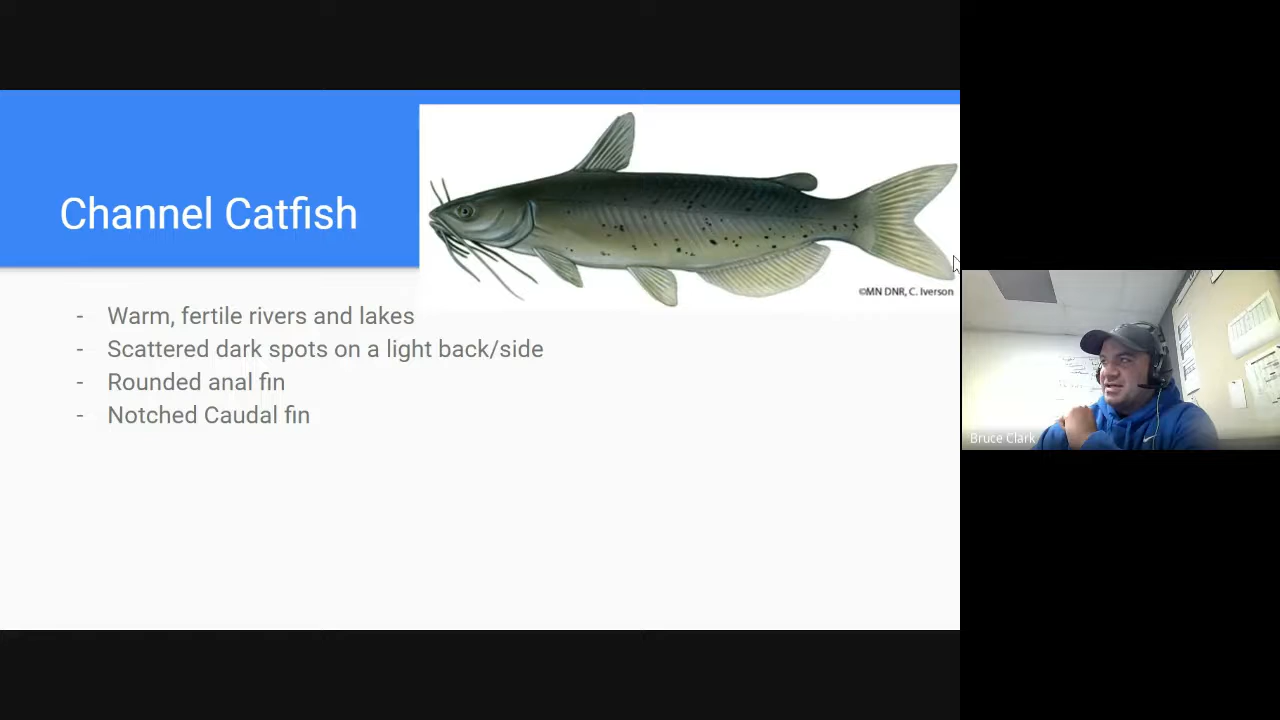 Channel Catfish
©MN DNR, C. Iverson
- Warm, fertile rivers and lakes
- Scattered dark spots on a light back/side
- Rounded anal fin
- Notched Caudal fin
Bruce Clark